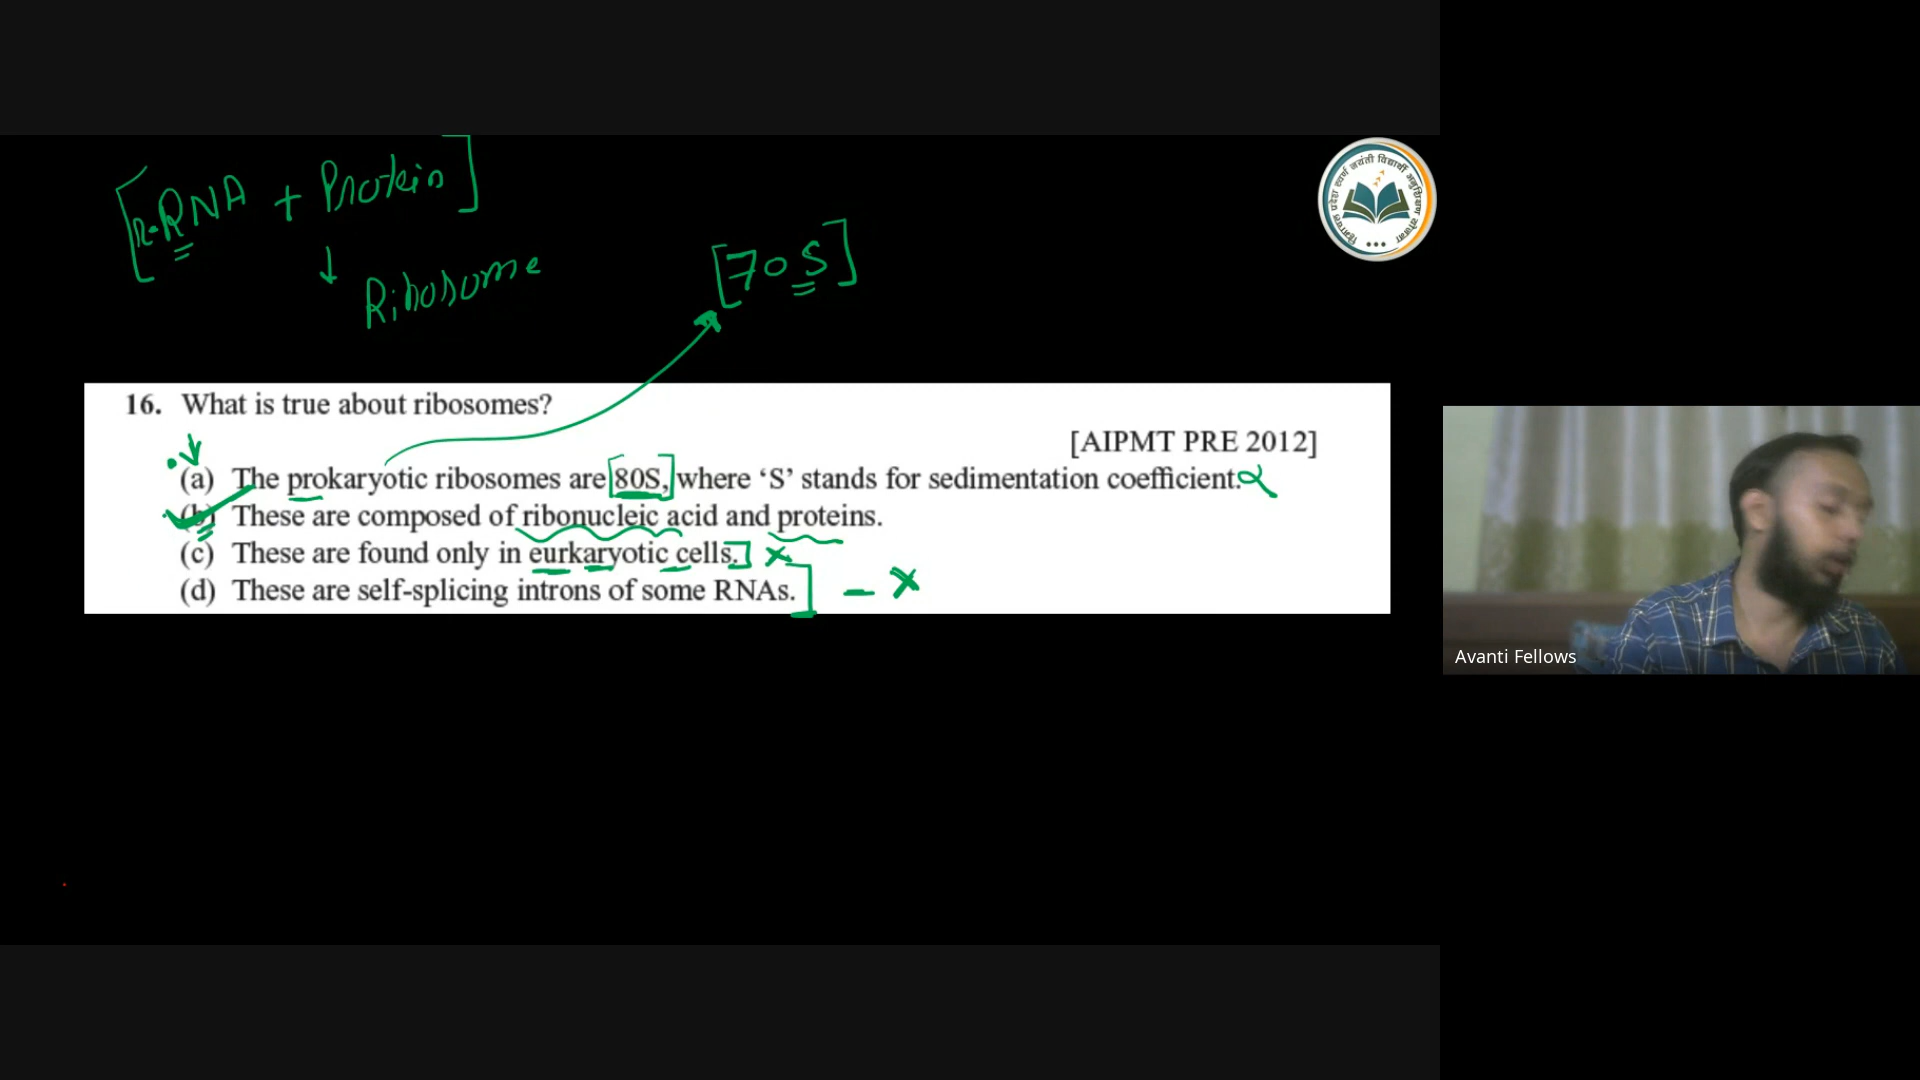 [r-RNA + Protein]
↓
Ribosome
[70S]
16. What is true about ribosomes?
[AIPMT PRE 2012]
(a) The prokaryotic ribosomes are [80S,] where ‘S’ stands for sedimentation coefficient.
(b) These are composed of ribonucleic acid and proteins.
(c) These are found only in eurkaryotic cells.] ×
(d) These are self-splicing introns of some RNAs.] - ×
Avanti Fellows